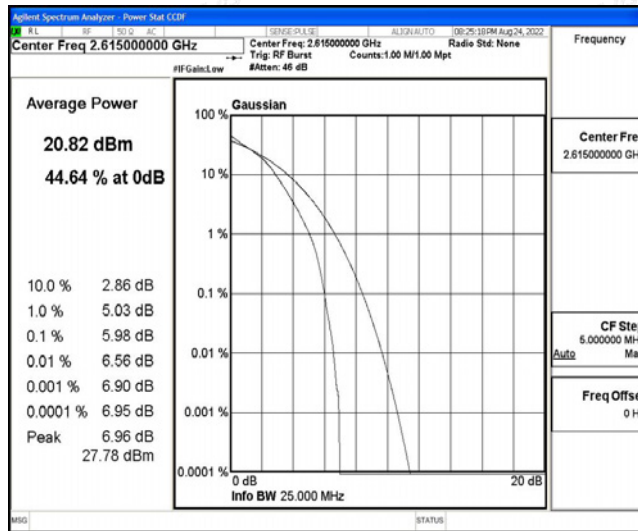 Agilent Spectrum Analyzer - Power Stat CCDF
RL RF 50 Ω AC SENSE:PULSE ALIGN AUTO 08:25:18 PM Aug 24, 2022
Center Freq 2.615000000 GHz
Center Freq: 2.615000000 GHz Radio Std: None
Trig: RF Burst Counts:1.00 M/1.00 Mpt
#IFGain:Low #Atten: 46 dB
Frequency
Average Power
20.82 dBm
44.64 % at 0dB
10.0 % 2.86 dB
1.0 % 5.03 dB
0.1 % 5.98 dB
0.01 % 6.56 dB
0.001 % 6.90 dB
0.0001 % 6.95 dB
Peak 6.96 dB
27.78 dBm
Gaussian
100 %
10 %
1 %
0.1 %
0.01 %
0.001 %
0.0001 %
0 dB 20 dB
Info BW 25.000 MHz
Center Fre
2.615000000 GH
CF Ste
5.000000 MH
Auto Ma
Freq Offse
0 H
MSG STATUS